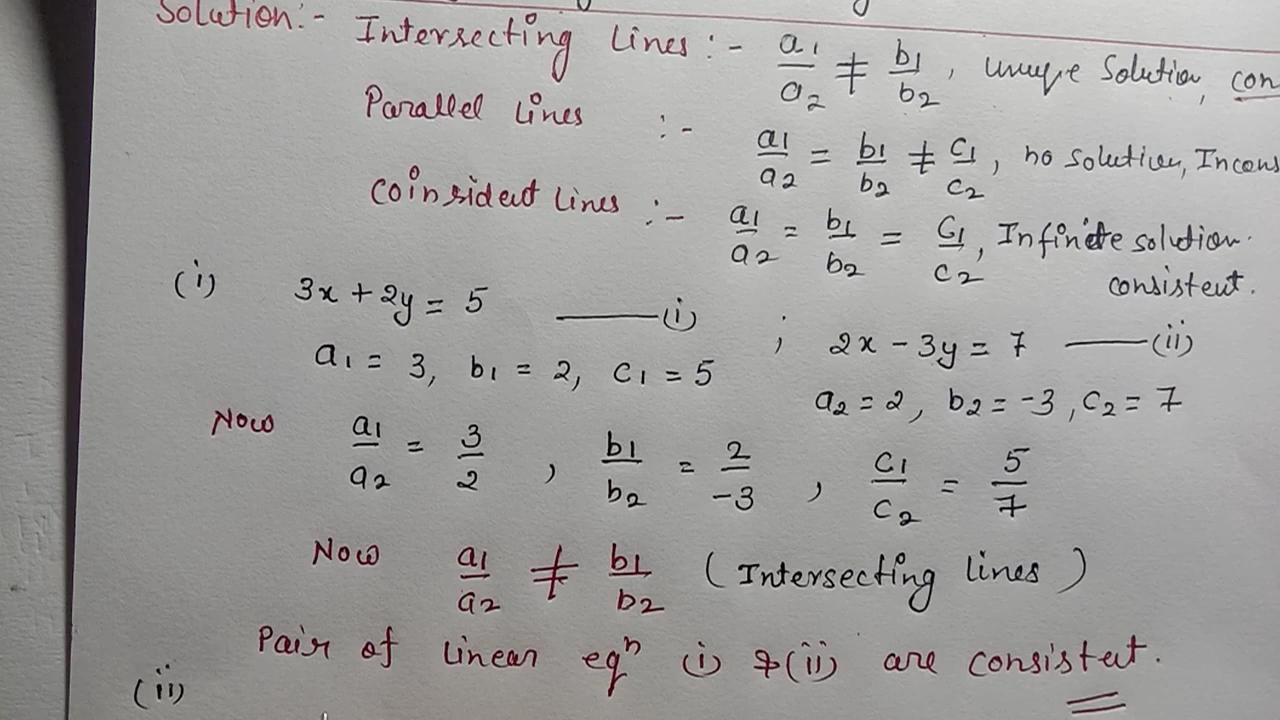 Solution:- Intersecting lines :- a1/a2 ≠ b1/b2, unique Solution, con
Parallel lines :- a1/a2 = b1/b2 ≠ c1/c2, no solution, Incons
Coinsident lines :- a1/a2 = b1/b2 = C1/c2, Infinite solution.
consistent.
(i) 3x + 2y = 5 ——(i) ; 2x - 3y = 7 ——(ii)
a1 = 3, b1 = 2, c1 = 5
a2 = 2, b2 = -3, c2 = 7
Now a1/a2 = 3/2, b1/b2 = 2/-3, c1/c2 = 5/7
Now a1/a2 ≠ b1/b2 (Intersecting lines)
Pair of linear eqn (i) & (ii) are consistent.
(ii)